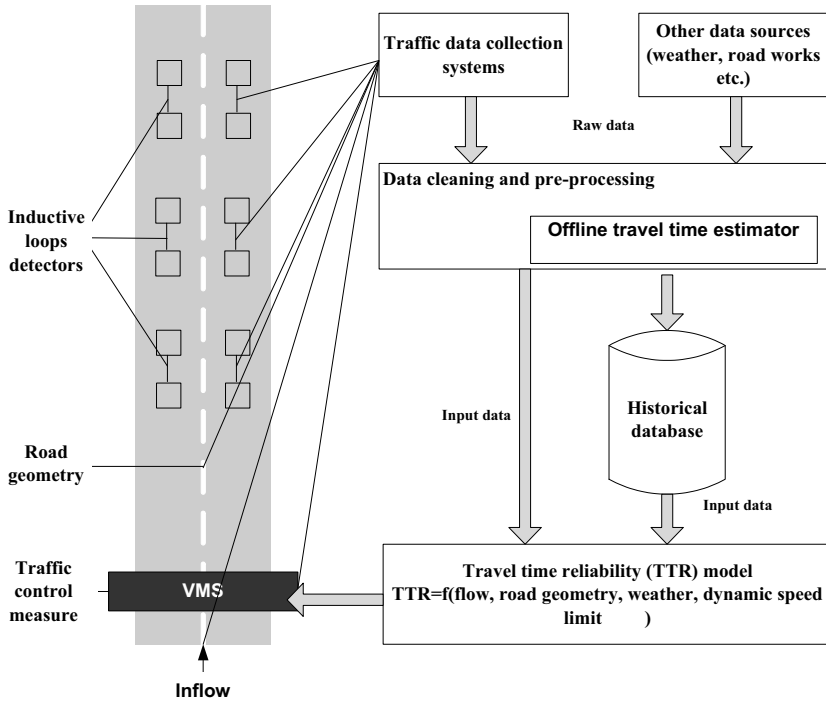 Traffic data collection
systems
Other data sources
(weather, road works
etc.)
Raw data
Data cleaning and pre-processing
Offline travel time estimator
Inductive
loops
detectors
Input data
Historical
database
Road
geometry
Input data
Traffic
control
measure
VMS
Travel time reliability (TTR) model
TTR=f(flow, road geometry, weather, dynamic speed
limit )
Inflow